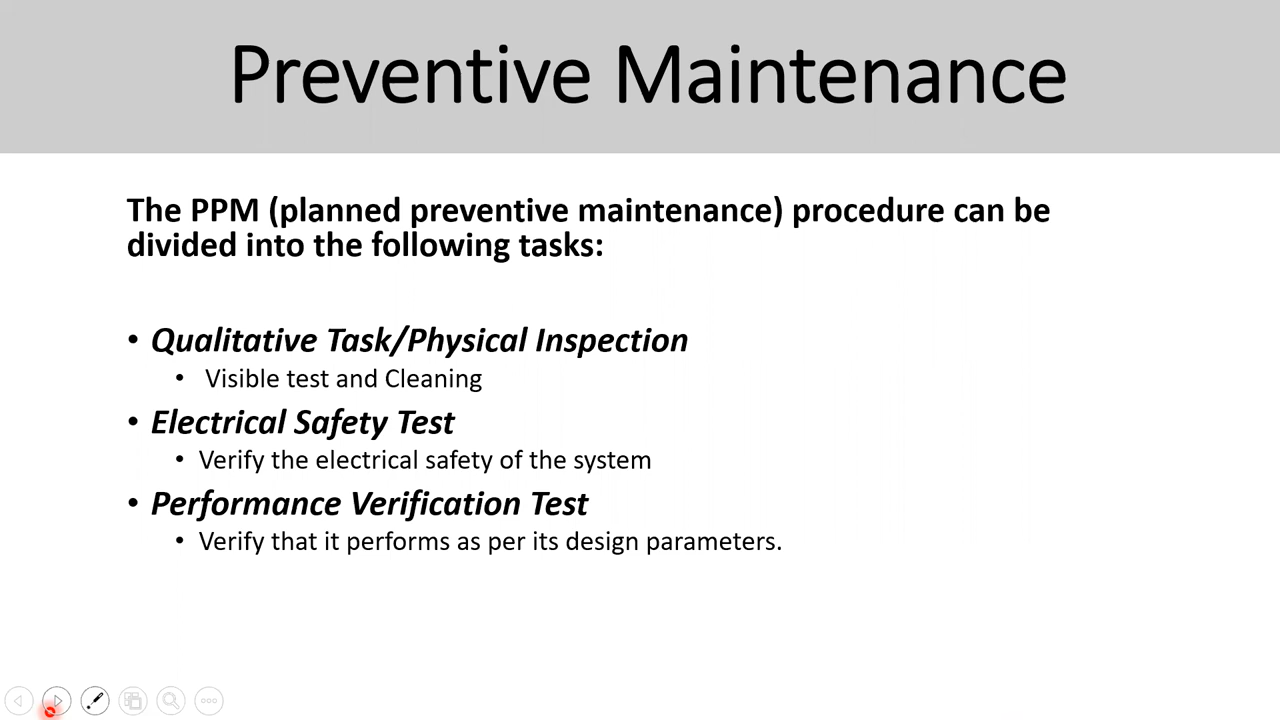 Preventive Maintenance
The PPM (planned preventive maintenance) procedure can be
divided into the following tasks:
• Qualitative Task/Physical Inspection
• Visible test and Cleaning
• Electrical Safety Test
• Verify the electrical safety of the system
• Performance Verification Test
• Verify that it performs as per its design parameters.